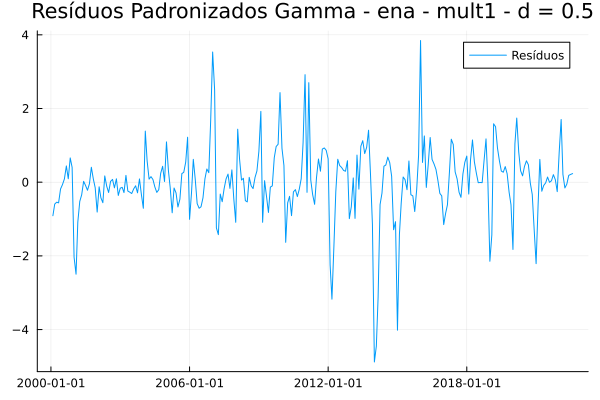 Resíduos Padronizados Gamma - ena - mult1 - d = 0.5
Resíduos
4
2
0
−2
−4
2000-01-01 2006-01-01 2012-01-01 2018-01-01